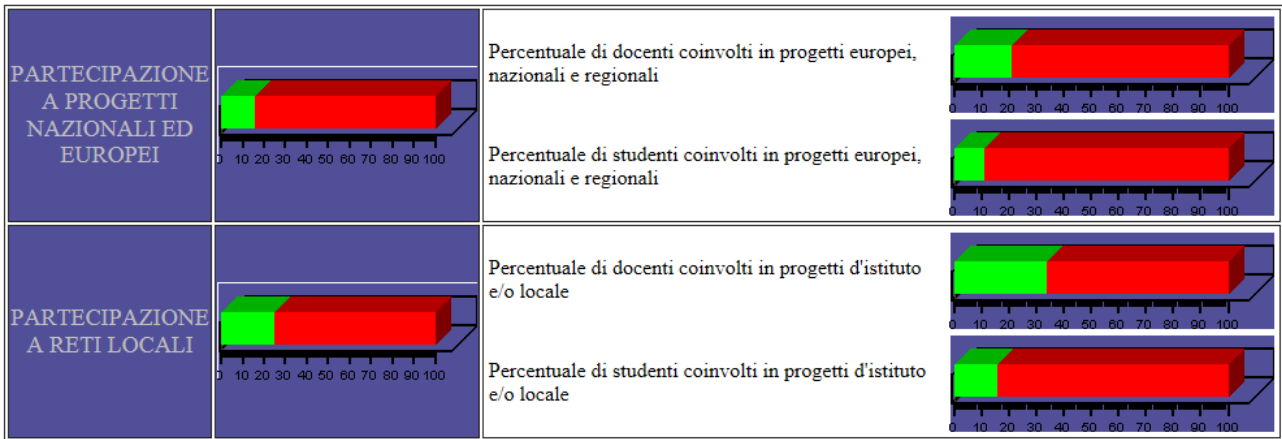 PARTECIPAZIONE
A PROGETTI
NAZIONALI ED
EUROPEI
0 10 20 30 40 50 60 70 80 90 100
Percentuale di docenti coinvolti in progetti europei,
nazionali e regionali
0 10 20 30 40 50 60 70 80 90 100
Percentuale di studenti coinvolti in progetti europei,
nazionali e regionali
0 10 20 30 40 50 60 70 80 90 100
PARTECIPAZIONE
A RETI LOCALI
0 10 20 30 40 50 60 70 80 90 100
Percentuale di docenti coinvolti in progetti d'istituto
e/o locale
0 10 20 30 40 50 60 70 80 90 100
Percentuale di studenti coinvolti in progetti d'istituto
e/o locale
0 10 20 30 40 50 60 70 80 90 100